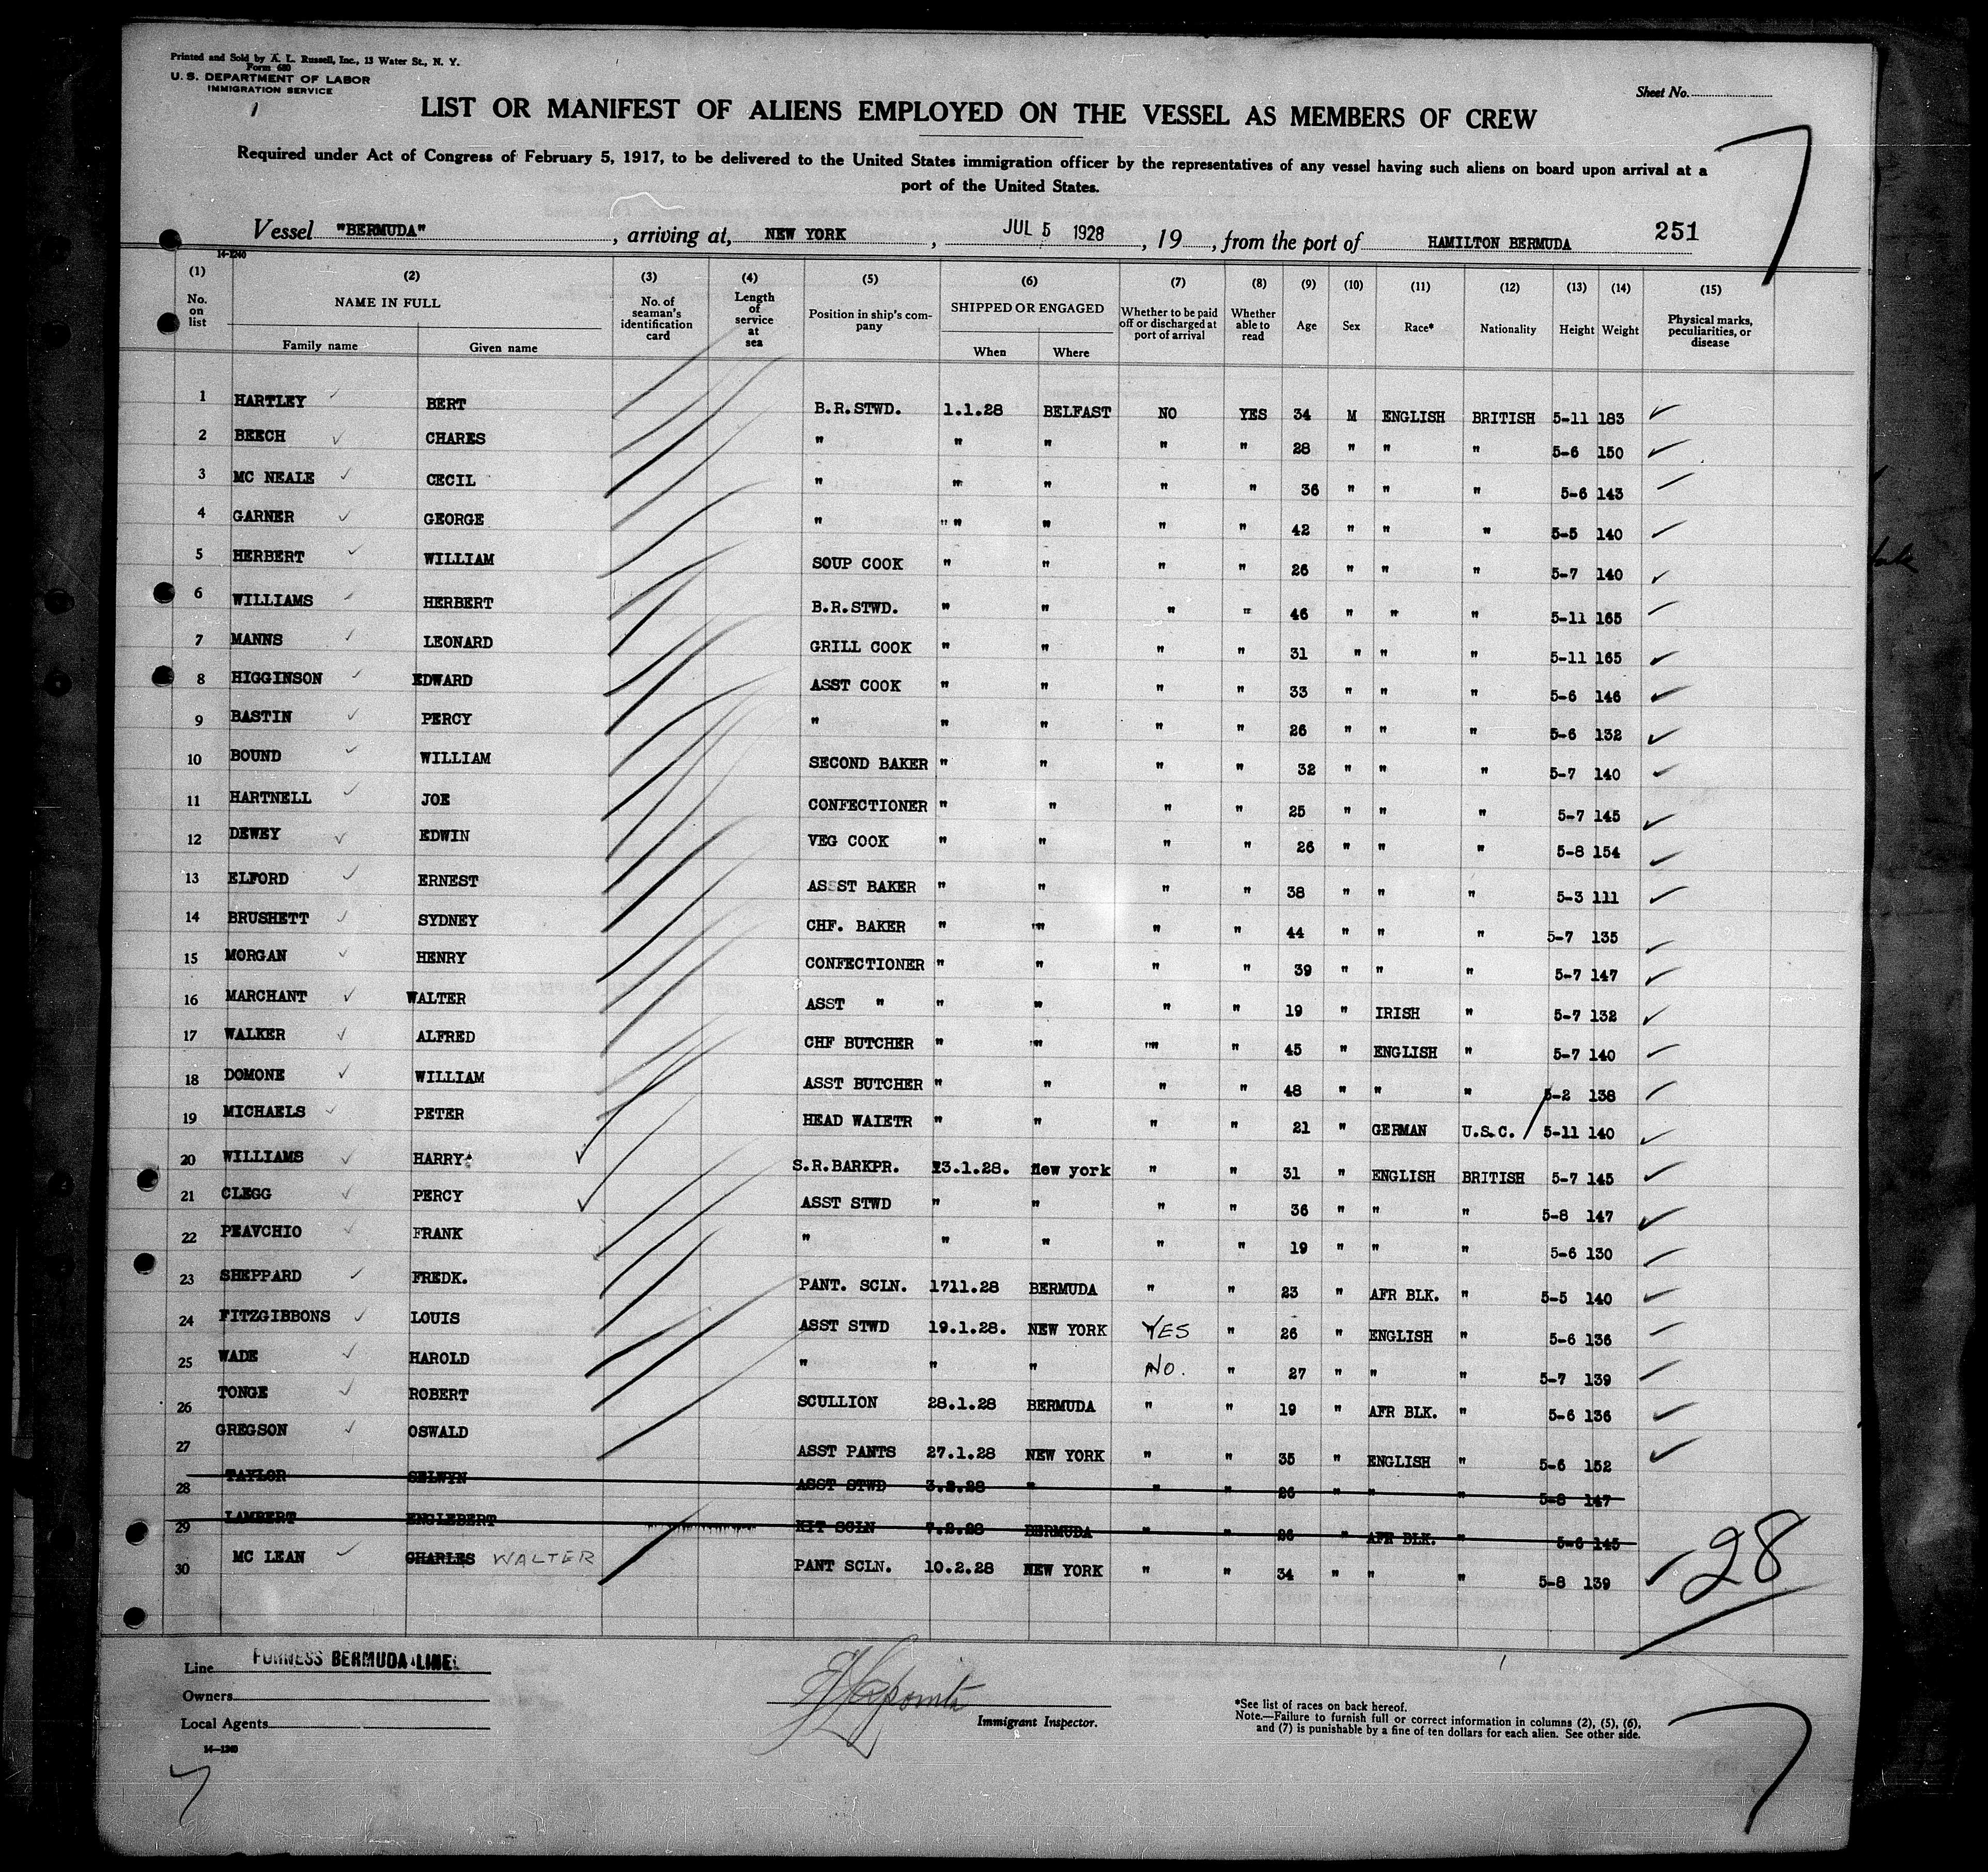 Printed and Sold by A. L. Russell, Inc., 13 Water St., N. Y.
Form 680
U. S. DEPARTMENT OF LABOR
IMMIGRATION SERVICE
1
Sheet No.
LIST OR MANIFEST OF ALIENS EMPLOYED ON THE VESSEL AS MEMBERS OF CREW
7
Required under Act of Congress of February 5, 1917, to be delivered to the United States immigration officer by the representatives of any vessel having such aliens on board upon arrival at a
port of the United States.
Vessel "BERMUDA", arriving at, NEW YORK, JUL 5 1928, 19, from the port of HAMILTON BERMUDA 251
14-1240
(1) (2) (3) (4) (5) (6) (7) (8) (9) (10) (11) (12) (13) (14) (15)
No. on list NAME IN FULL No. of seaman's identification card Length of service at sea Position in ship's company SHIPPED OR ENGAGED Whether to be paid off or discharged at port of arrival Whether able to read Age Sex Race* Nationality Height Weight Physical marks, peculiarities, or disease
Family name Given name When Where
1 HARTLEY BERT B.R.STWD. 1.1.28 BELFAST NO YES 34 M ENGLISH BRITISH 5-11 183
2 BEECH CHARES " " " " " 28 " " " 5-6 150
3 MC NEALE CECIL " " " " " 36 " " " 5-6 143
4 GARNER GEORGE " " " " " " 42 " " " 5-5 140
5 HERBERT WILLIAM SOUP COOK " " " " 26 " " " 5-7 140
6 WILLIAMS HERBERT B.R.STWD. " " " " 46 " " " 5-11 165
7 MANNS LEONARD GRILL COOK " " " " 31 " " " 5-11 165
8 HIGGINSON EDWARD ASST COOK " " " " 33 " " " 5-6 146
9 BASTIN PERCY " " " " " 26 " " " 5-6 132
10 BOUND WILLIAM SECOND BAKER " " " " 32 " " " 5-7 140
11 HARTNELL JOE CONFECTIONER " " " " 25 " " " 5-7 145
12 DEWEY EDWIN VEG COOK " " " " 26 " " " 5-8 154
13 ELFORD ERNEST ASSST BAKER " " " " 38 " " " 5-3 111
14 BRUSHETT SYDNEY CHF. BAKER " " " " 44 " " " 5-7 135
15 MORGAN HENRY CONFECTIONER " " " " 39 " " " 5-7 147
16 MARCHANT WALTER ASST " " " " " 19 " IRISH " 5-7 132
17 WALKER ALFRED CHF BUTCHER " " " " 45 " ENGLISH " 5-7 140
18 DOMONE WILLIAM ASST BUTCHER " " " " 48 " " " 5-2 138
19 MICHAELS PETER HEAD WAIETR " " " " 21 " GERMAN U.S.C. 5-11 140
20 WILLIAMS HARRY S.R.BARKPR. 13.1.28. New york " " 31 " ENGLISH BRITISH 5-7 145
21 CLEGG PERCY ASST STWD " " " " 36 " " " 5-8 147
22 PEAVCHIO FRANK " " " " " 19 " " " 5-6 130
23 SHEPPARD FREDK. PANT. SCLN. 1711.28 BERMUDA " " 23 " AFR BLK. " 5-5 140
24 FITZGIBBONS LOUIS ASST STWD 19.1.28. NEW YORK YES " 26 " ENGLISH " 5-6 136
25 WADE HAROLD " " " NO. " 27 " " " 5-7 139
26 TONGE ROBERT SCULLION 28.1.28 BERMUDA " " 19 " AFR BLK. " 5-6 136
27 GREGSON OSWALD ASST PANTS 27.1.28 NEW YORK " " 35 " ENGLISH " 5-6 152
28 TAYLOR SELWYN ASST STWD 3.2.28 " " " 26 " " " 5-8 147
29 LAMBERT ENGLEBERT KIT SCLN 7.2.28 BERMUDA " " 26 " AFR BLK. " 5-6 145
30 MC LEAN CHARLES WALTER PANT SCLN. 10.2.28 NEW YORK " " 34 " " " 5-8 139
28
Line FURNESS BERMUDA LINE
Owners
Local Agents
14-1240
Immigrant Inspector.
*See list of races on back hereof.
Note.—Failure to furnish full or correct information in columns (2), (5), (6),
and (7) is punishable by a fine of ten dollars for each alien. See other side.
7
7